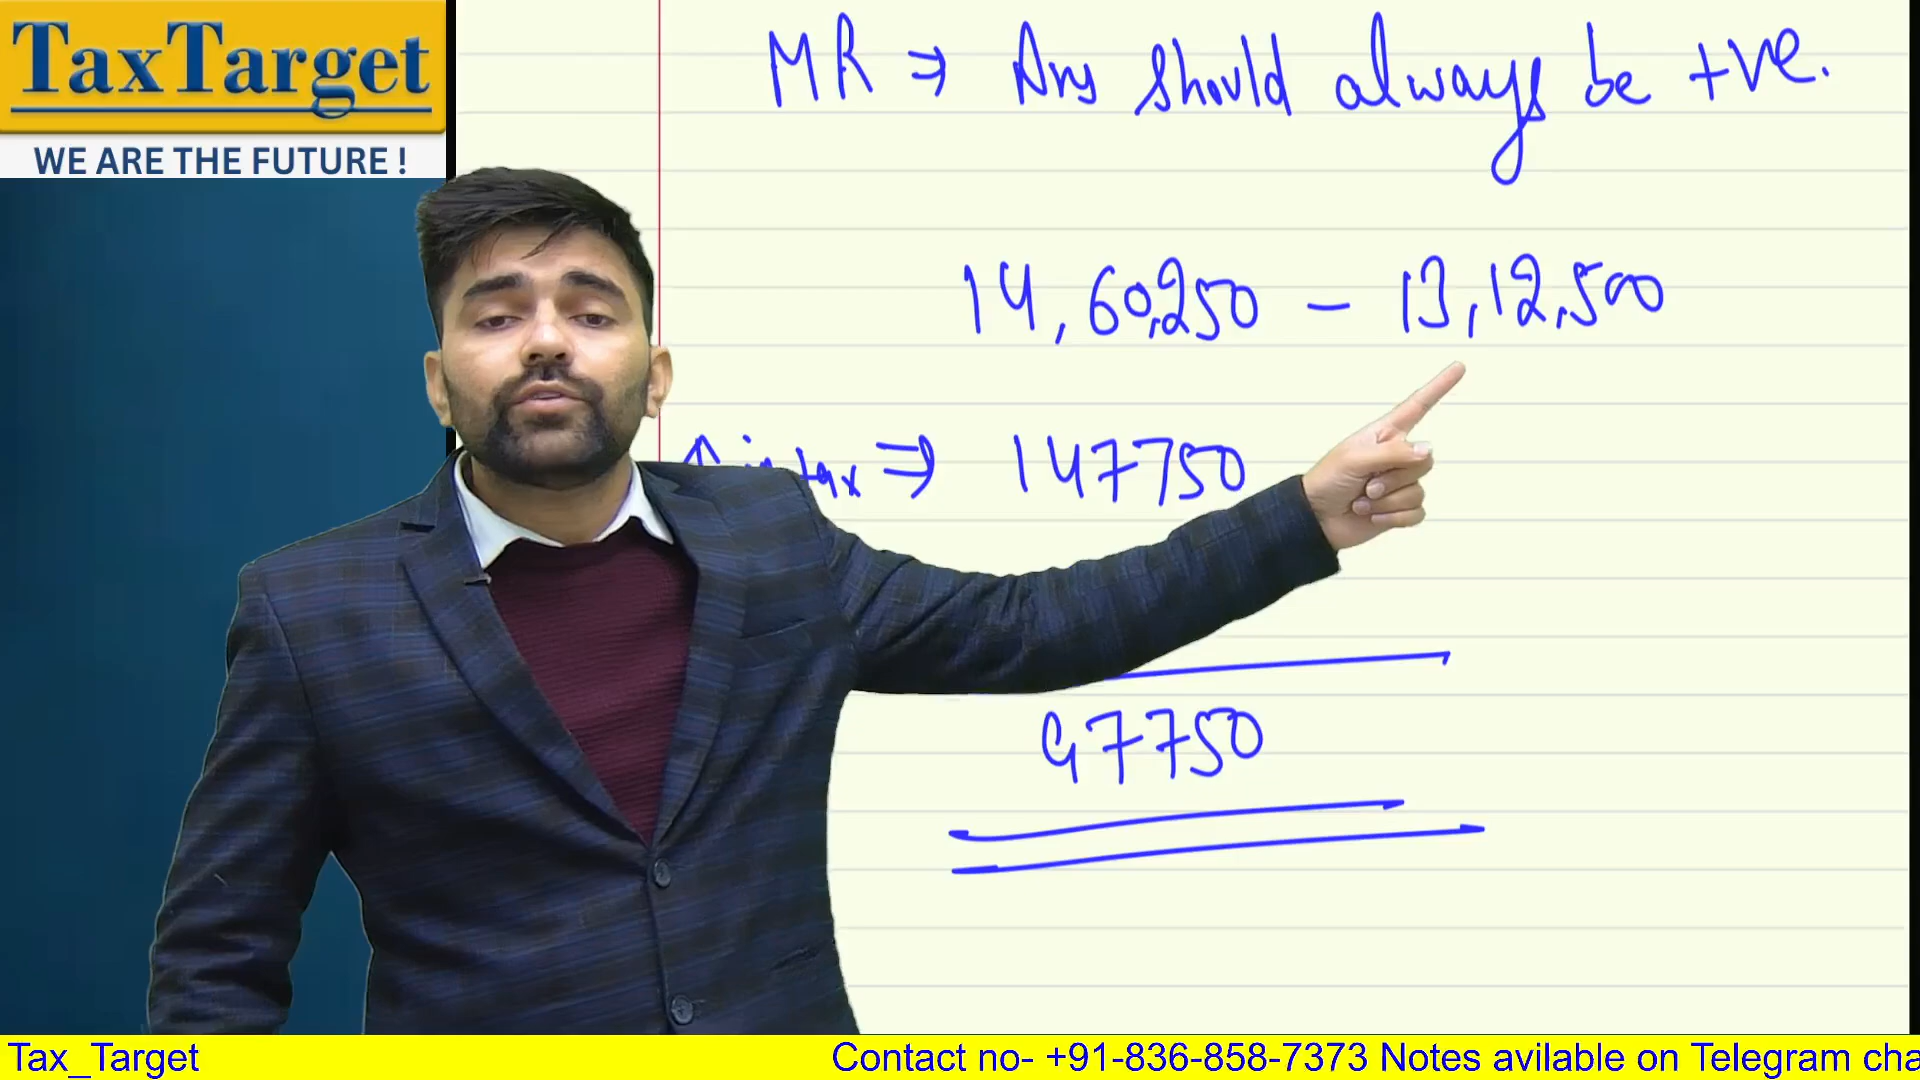 TaxTarget
WE ARE THE FUTURE !
MR ⇒ Ans should always be +ve.
14,60,250 – 13,12,500
↑ in tax ⇒ 147750
97750
Tax_Target
Contact no- +91-836-858-7373 Notes avilable on Telegram cha